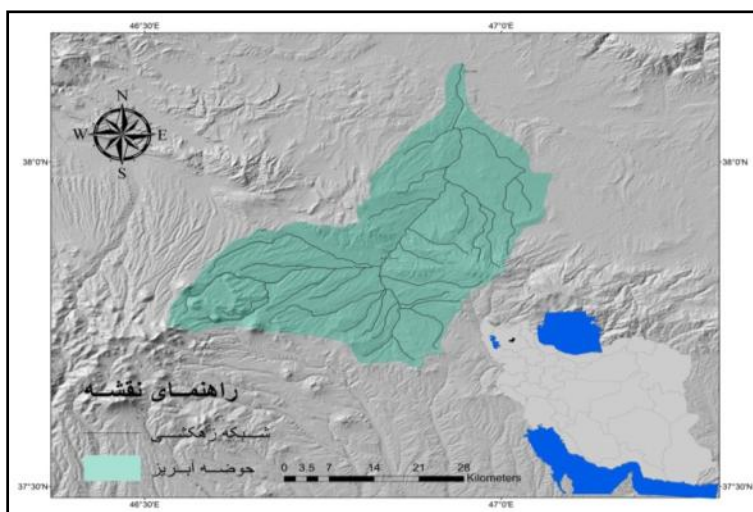 46°30'E 47°0'E
N
W E
S
38°0'N 38°0'N
راهنمای نقشه
شبکه زهکشی
حوضه آبریز
0 3.5 7 14 21 28
Kilometers
37°30'N 37°30'N
46°30'E 47°0'E